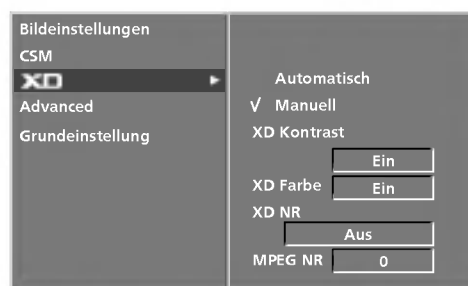 Bildeinstellungen
CSM
XD
Advanced
Grundeinstellung
Automatisch
√ Manuell
XD Kontrast
Ein
XD Farbe Ein
XD NR
Aus
MPEG NR 0